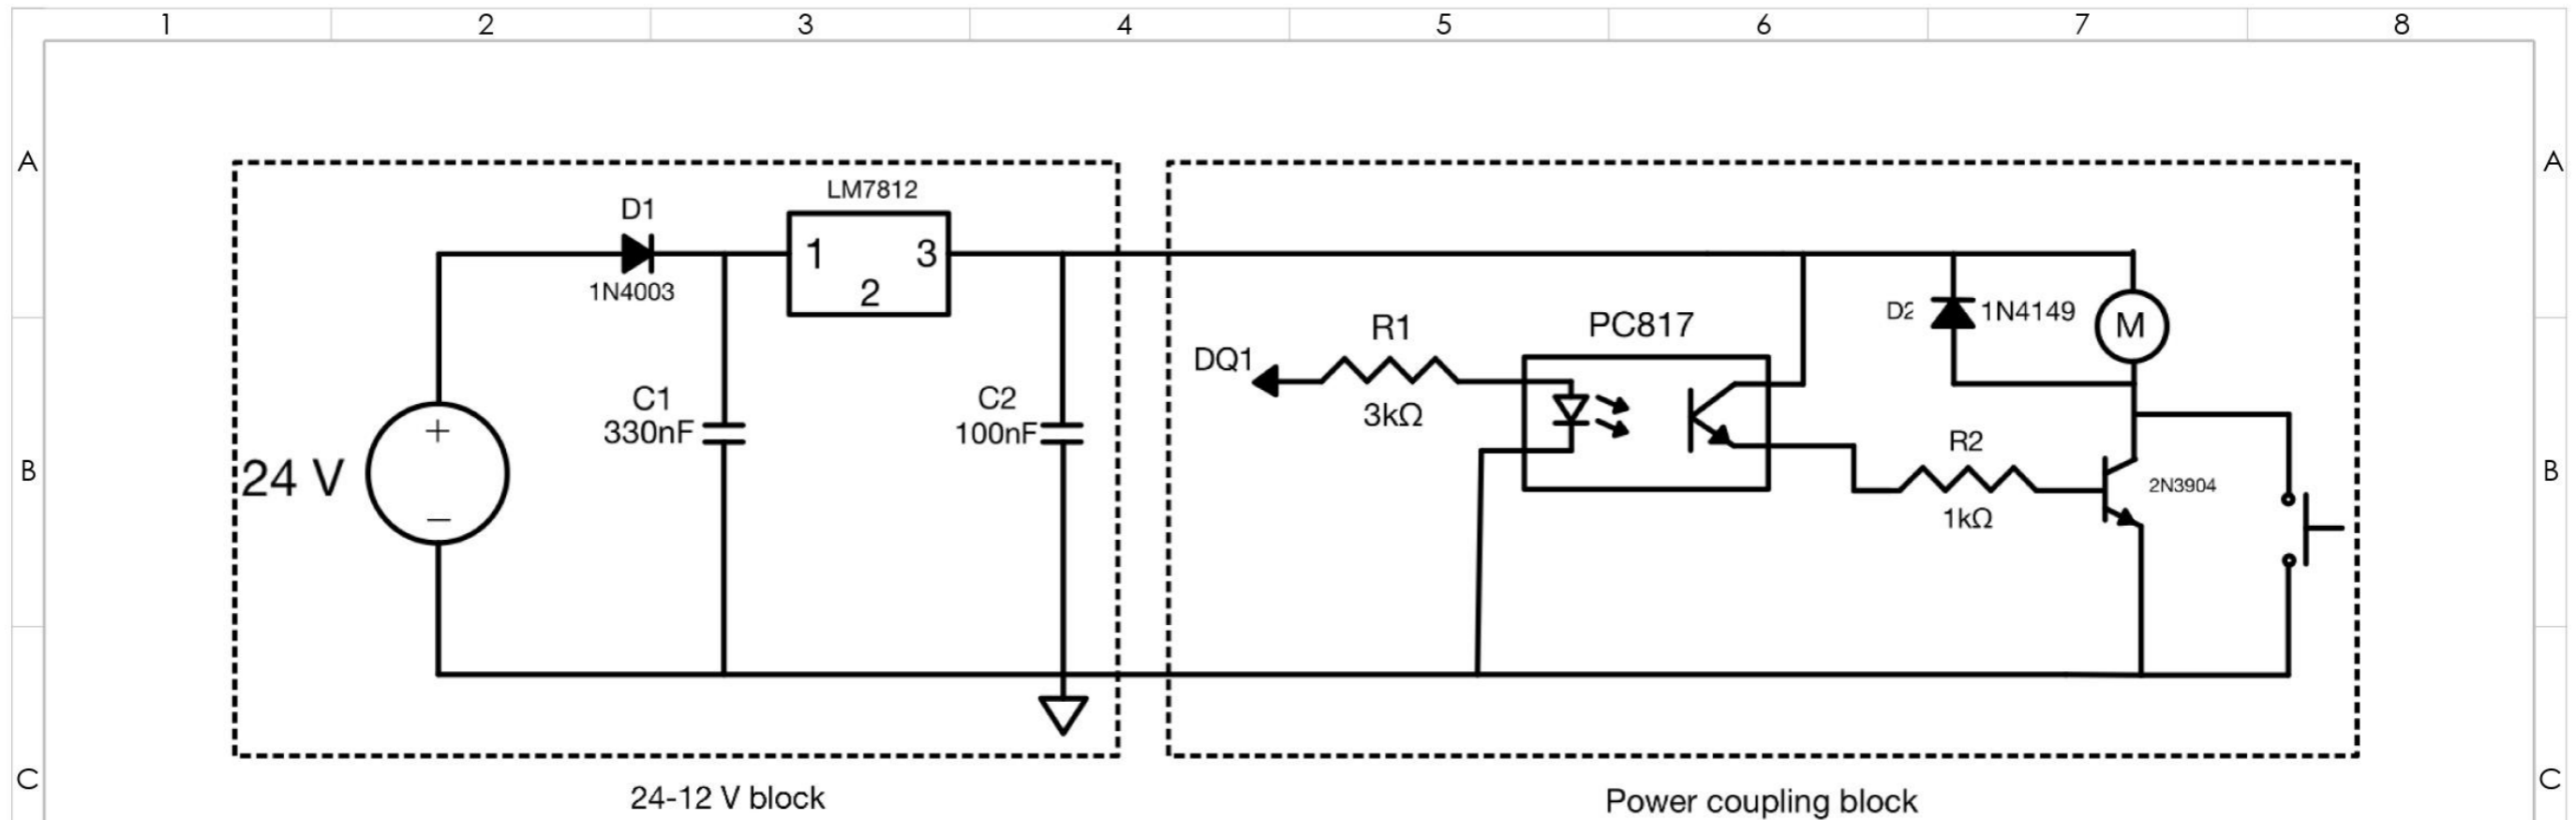 1 2 3 4 5 6 7 8
A A
LM7812
D1
1 3
1N4003
2
D2 1N4149
M
R1
PC817
DQ1
B B
C1
330nF
C2
100nF
3kΩ
+
24 V
−
R2
2N3904
1kΩ
C C
24-12 V block
Power coupling block